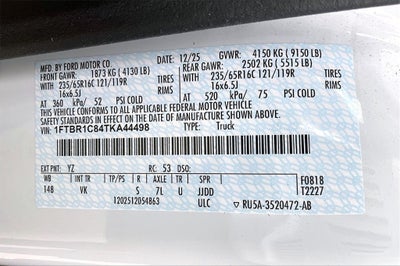 MFD. BY FORD MOTOR CO.
DATE: 12/25 GVWR: 4150 KG (9150 LB)
FRONT GAWR: 1873 KG (4130 LB) REAR GAWR: 2502 KG (5515 LB)
235/65R16C 121/119R TIRES WITH 235/65R16C 121/119R TIRES
16x6.5J RIMS 16x6.5J RIMS
AT 360 kPa/ 52 PSI COLD AT 520 kPa/ 75 PSI COLD
THIS VEHICLE CONFORMS TO ALL APPLICABLE FEDERAL MOTOR VEHICLE
SAFETY STANDARDS IN EFFECT ON THE DATE OF MANUFACTURE SHOWN ABOVE.
VIN: 1FTBR1C84TKA44498 TYPE: Truck
EXT PNT: YZ RC: 53 DSO:
WB INT TR TP/PS R AXLE TR
148 VK S 7L U JJDD
1202512054863 ULC
F0818
T2227
RU5A-3520472-AB